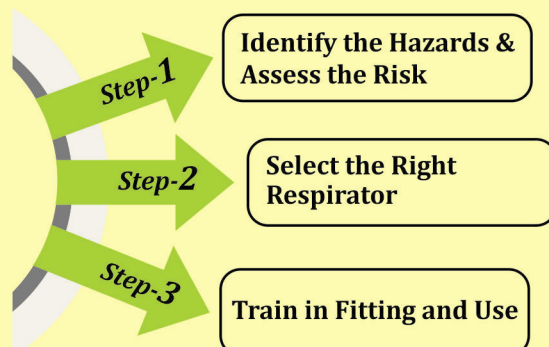 Step-1
Identify the Hazards &
Assess the Risk
Step-2
Select the Right
Respirator
Step-3
Train in Fitting and Use